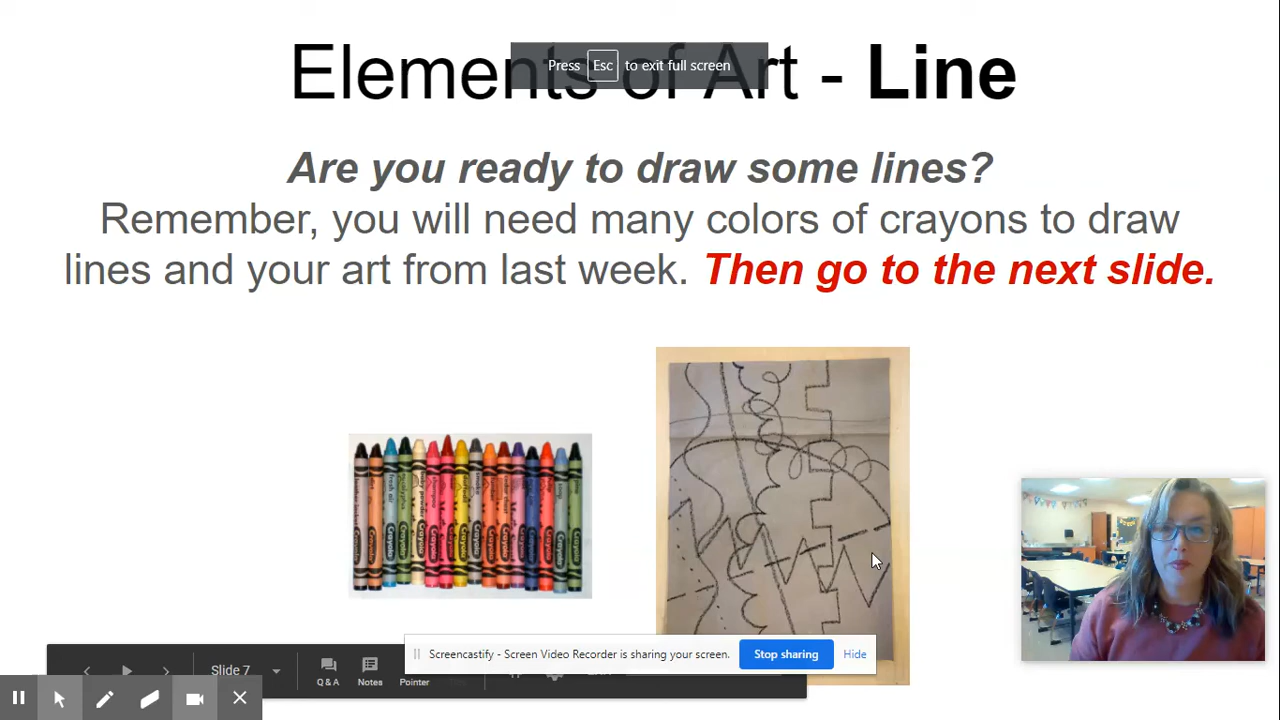 Elements of Art - Line
Press Esc to exit full screen
Are you ready to draw some lines?
Remember, you will need many colors of crayons to draw
lines and your art from last week. Then go to the next slide.
Screencastify - Screen Video Recorder is sharing your screen.
Stop sharing
Hide
Slide 7
Q & A
Notes
Pointer